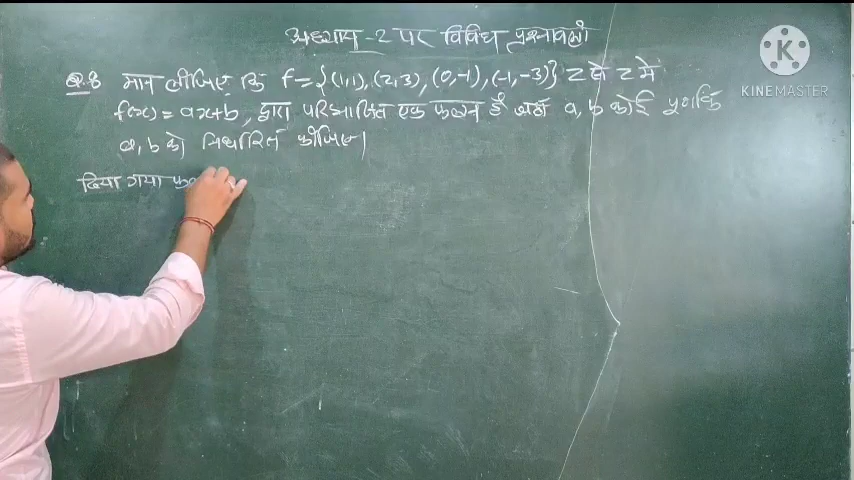 अध्याय -2 पर विविध प्रश्नावली
Q.8 मान लीजिए कि f = {(1,1), (2,3), (0,-1), (-1,-3)} Z से Z में
f(x) = ax+b, द्वारा परिभाषित एक फलन है जहाँ a, b कोई पूर्णांक
a, b को निर्धारित कीजिए।
दिया गया फ
KINEMASTER